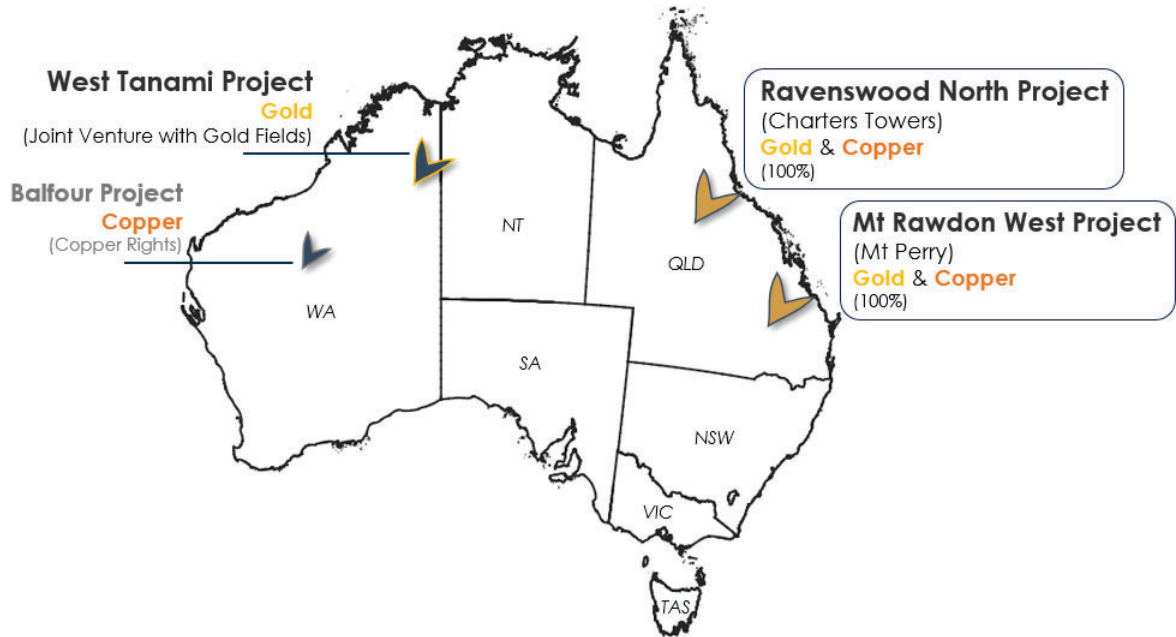 West Tanami Project
Gold
(Joint Venture with Gold Fields)
Balfour Project
Copper
(Copper Rights)
Ravenswood North Project
(Charters Towers)
Gold & Copper
(100%)
Mt Rawdon West Project
(Mt Perry)
Gold & Copper
(100%)
NT
QLD
WA
SA
NSW
VIC
TAS